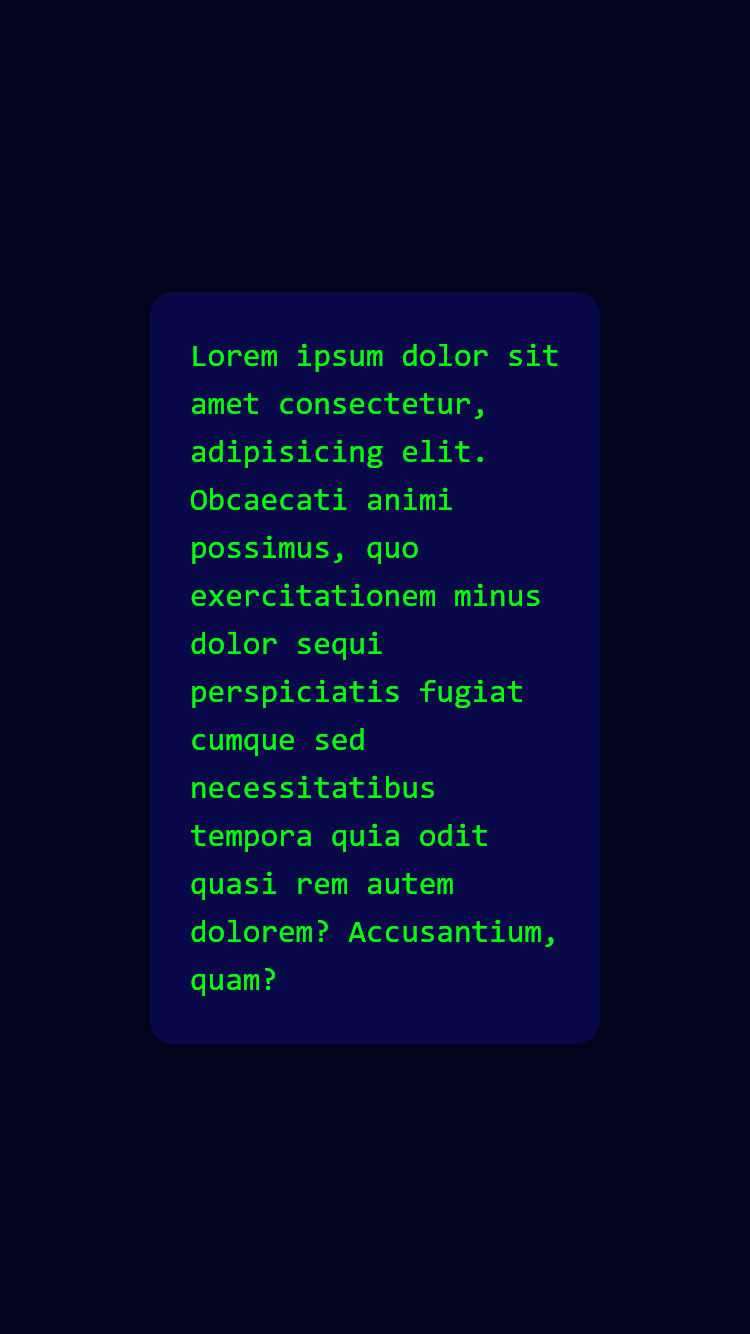 Lorem ipsum dolor sit
amet consectetur,
adipisicing elit.
Obcaecati animi
possimus, quo
exercitationem minus
dolor sequi
perspiciatis fugiat
cumque sed
necessitatibus
tempora quia odit
quasi rem autem
dolorem? Accusantium,
quam?